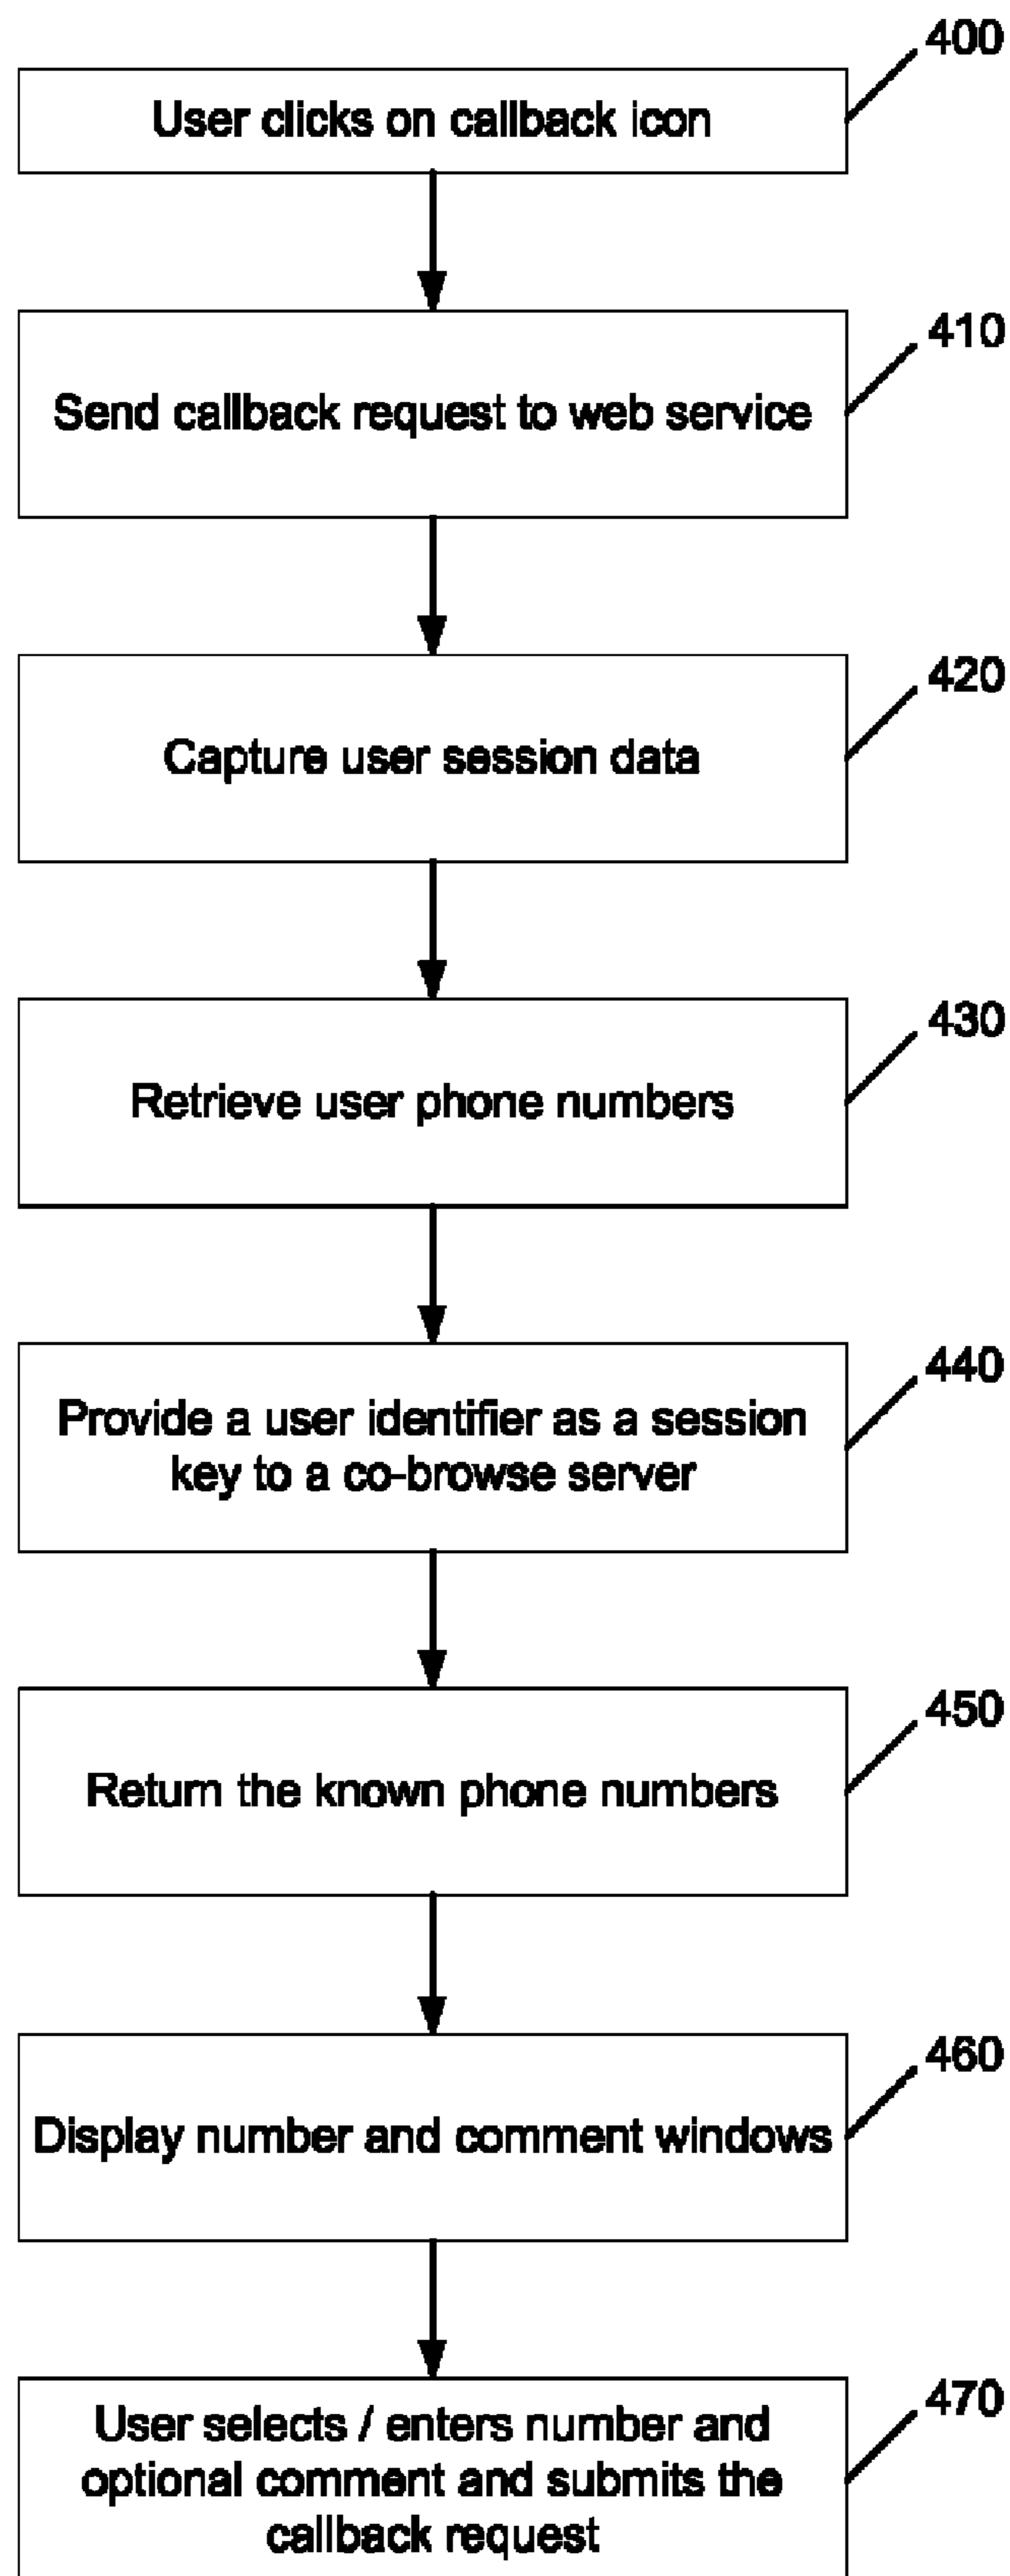 400
User clicks on callback icon
410
Send callback request to web service
420
Capture user session data
430
Retrieve user phone numbers
440
Provide a user identifier as a session
key to a co-browse server
450
Return the known phone numbers
460
Display number and comment windows
470
User selects / enters number and
optional comment and submits the
callback request